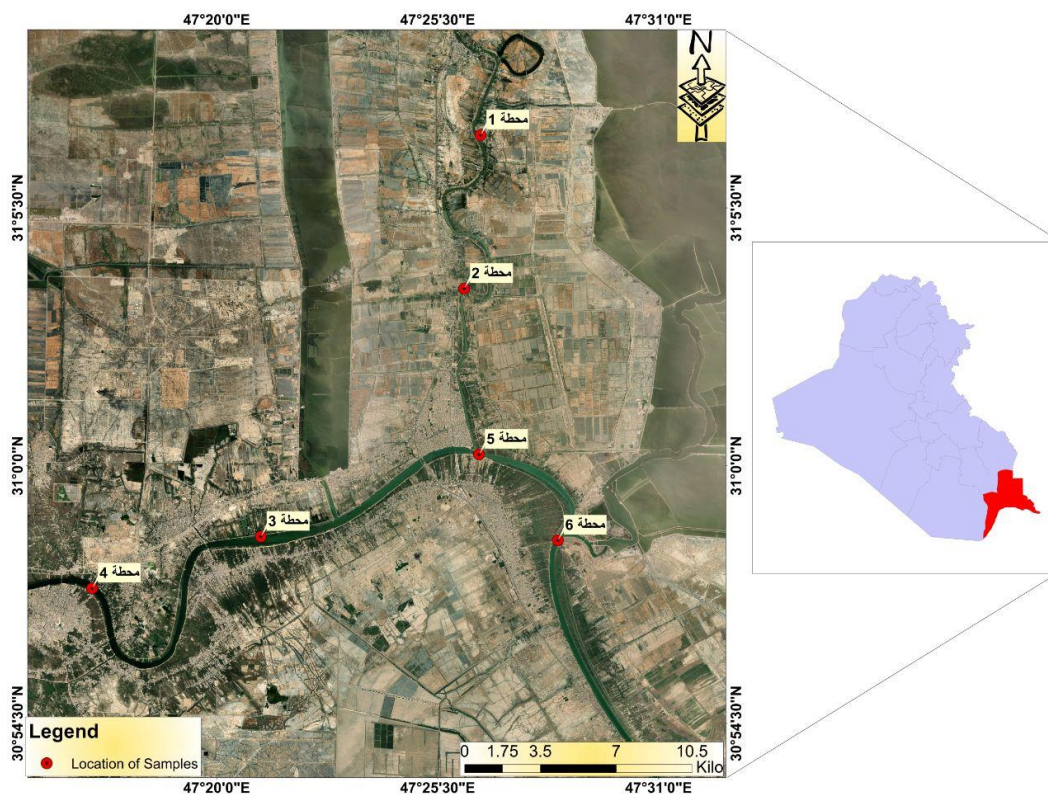 47°20'0"E 47°25'30"E 47°31'0"E
N
محطة 1
31°5'30"N 31°5'30"N
محطة 2
محطة 5
31°0'0"N 31°0'0"N
محطة 3
محطة 6
محطة 4
30°54'30"N 30°54'30"N
Legend
Location of Samples
0 1.75 3.5 7 10.5
Kilo
47°20'0"E 47°25'30"E 47°31'0"E